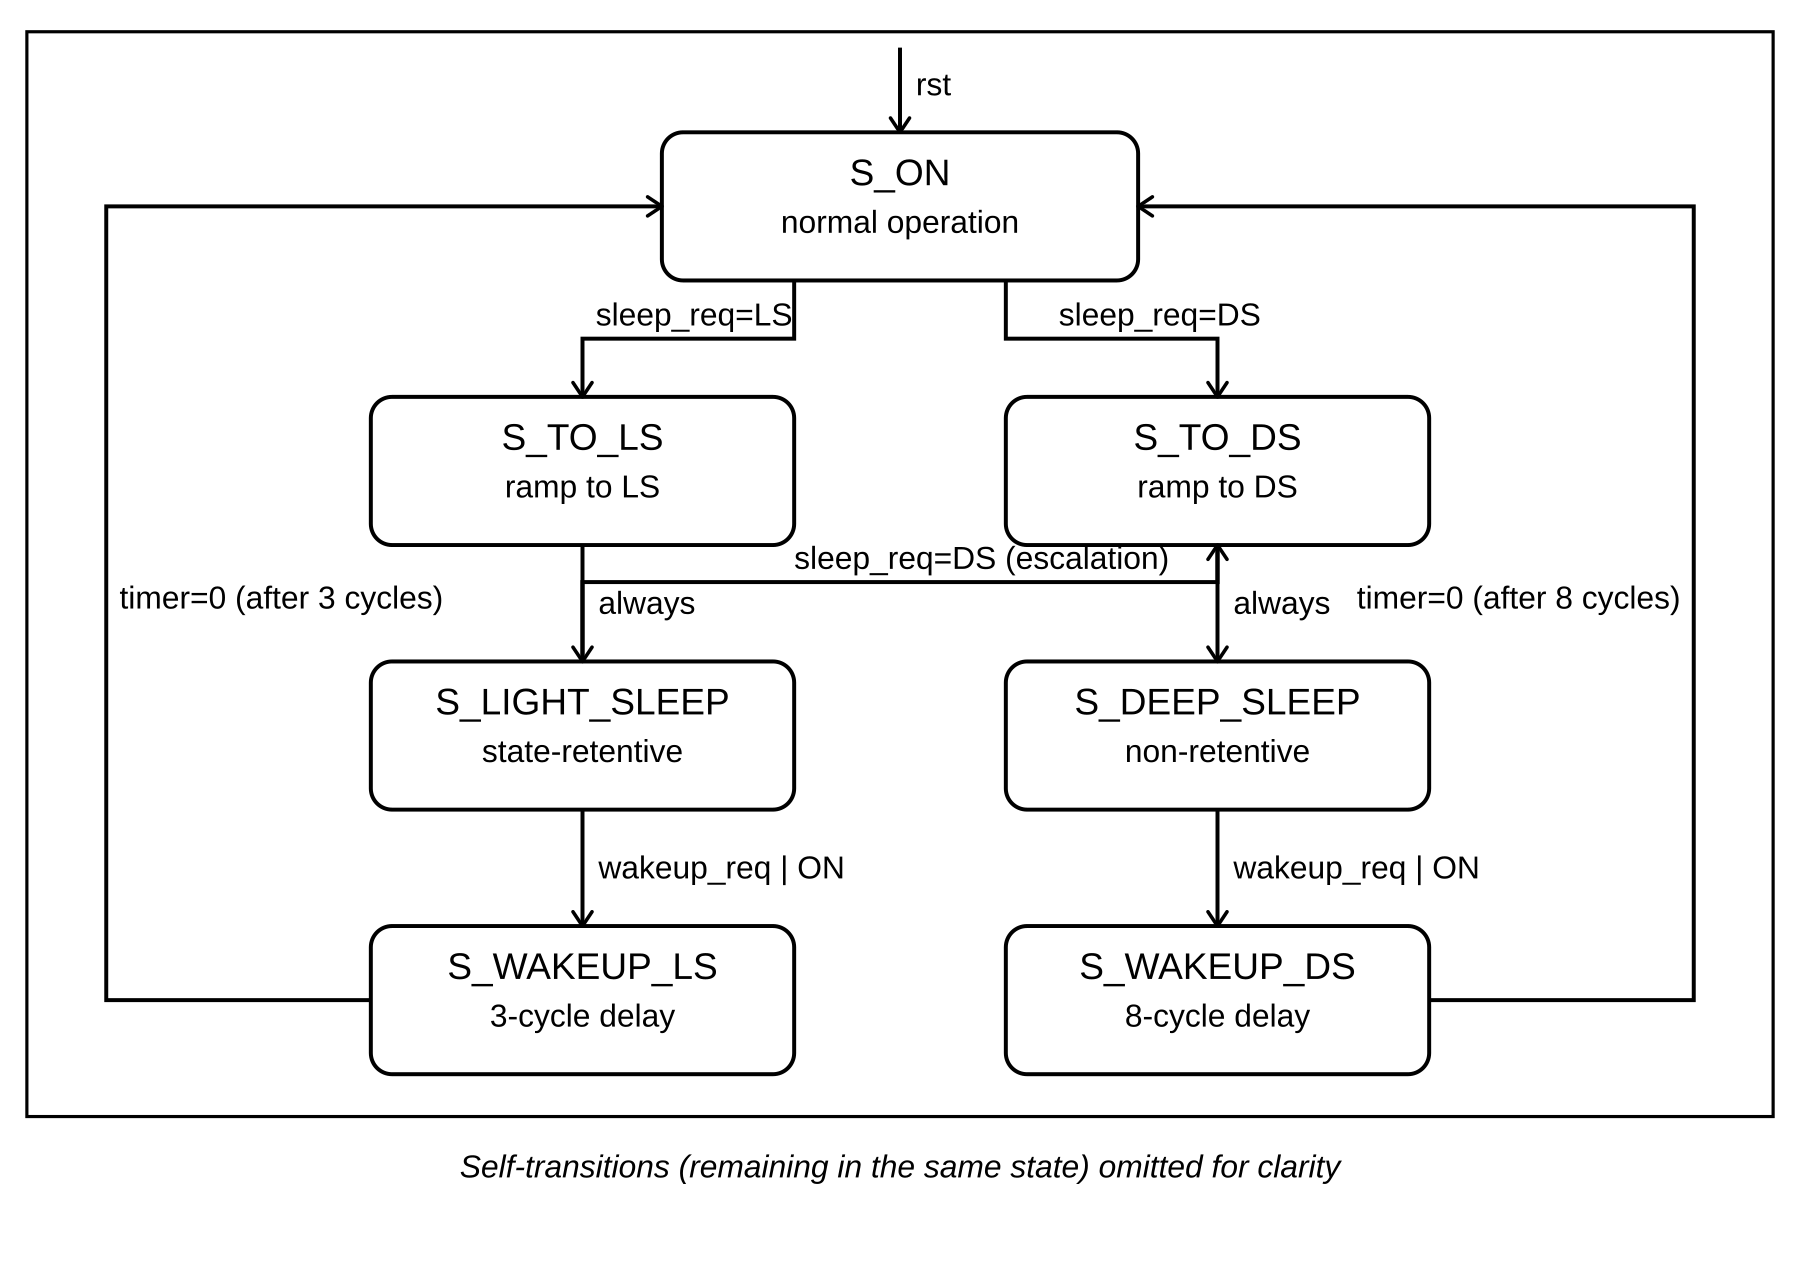 rst
S_ON
normal operation
sleep_req=LS
sleep_req=DS
S_TO_LS
ramp to LS
S_TO_DS
ramp to DS
sleep_req=DS (escalation)
timer=0 (after 3 cycles)
always
always
timer=0 (after 8 cycles)
S_LIGHT_SLEEP
state-retentive
S_DEEP_SLEEP
non-retentive
wakeup_req | ON
wakeup_req | ON
S_WAKEUP_LS
3-cycle delay
S_WAKEUP_DS
8-cycle delay
Self-transitions (remaining in the same state) omitted for clarity